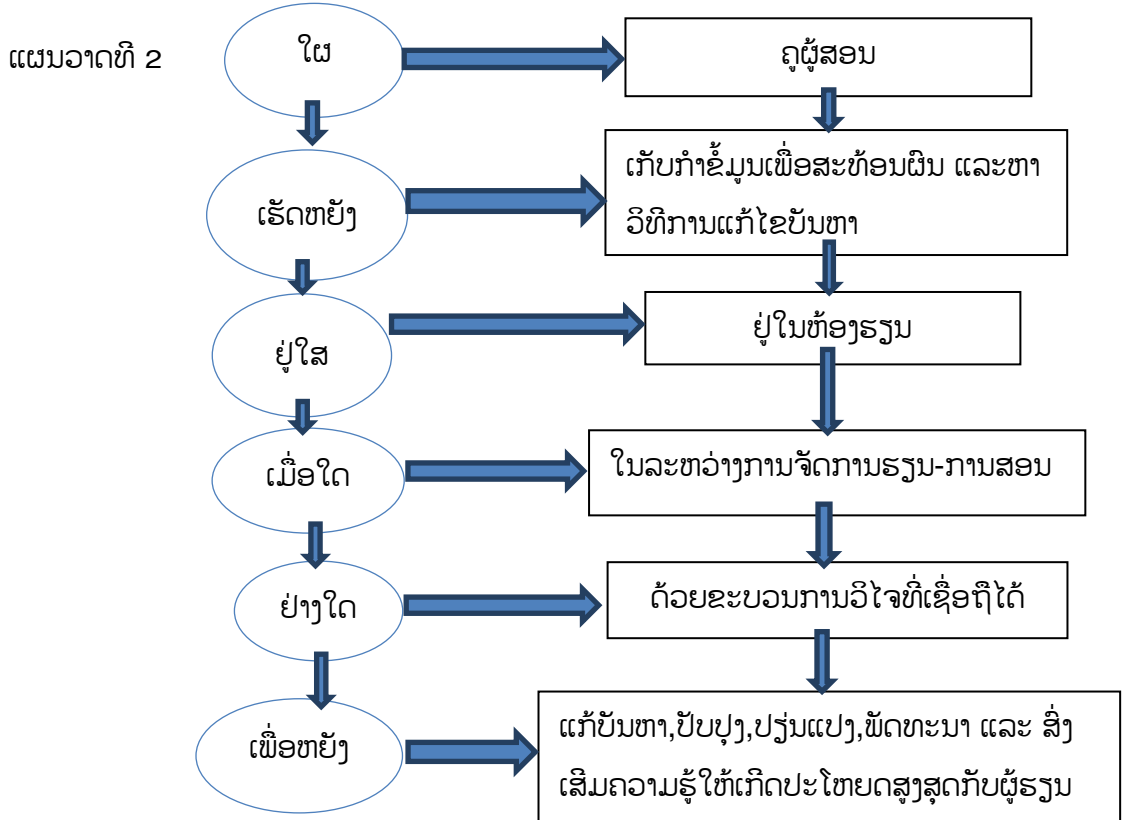 ແຜນວາດທີ 2
ໃຜ
ຄູຜູ້ສອນ
ເຮັດຫຍັງ
ເກັບກຳຂໍ້ມູນເພື່ອສະທ້ອນຜົນ ແລະຫາ
ວິທີການແກ້ໄຂບັນຫາ
ຢູ່ໃສ
ຢູ່ໃນຫ້ອງຮຽນ
ເມື່ອໃດ
ໃນລະຫວ່າງການຈັດການຮຽນ-ການສອນ
ຢ່າງໃດ
ດ້ວຍຂະບວນການວິໄຈທີ່ເຊື່ອຖືໄດ້
ເພື່ອຫຍັງ
ແກ້ບັນຫາ,ປັບປຸງ,ປຽ່ນແປງ,ພັດທະນາ ແລະ ສົ່ງ
ເສີມຄວາມຮູ້ໃຫ້ເກີດປະໂຫຍດສູງສຸດກັບຜູ້ຮຽນ